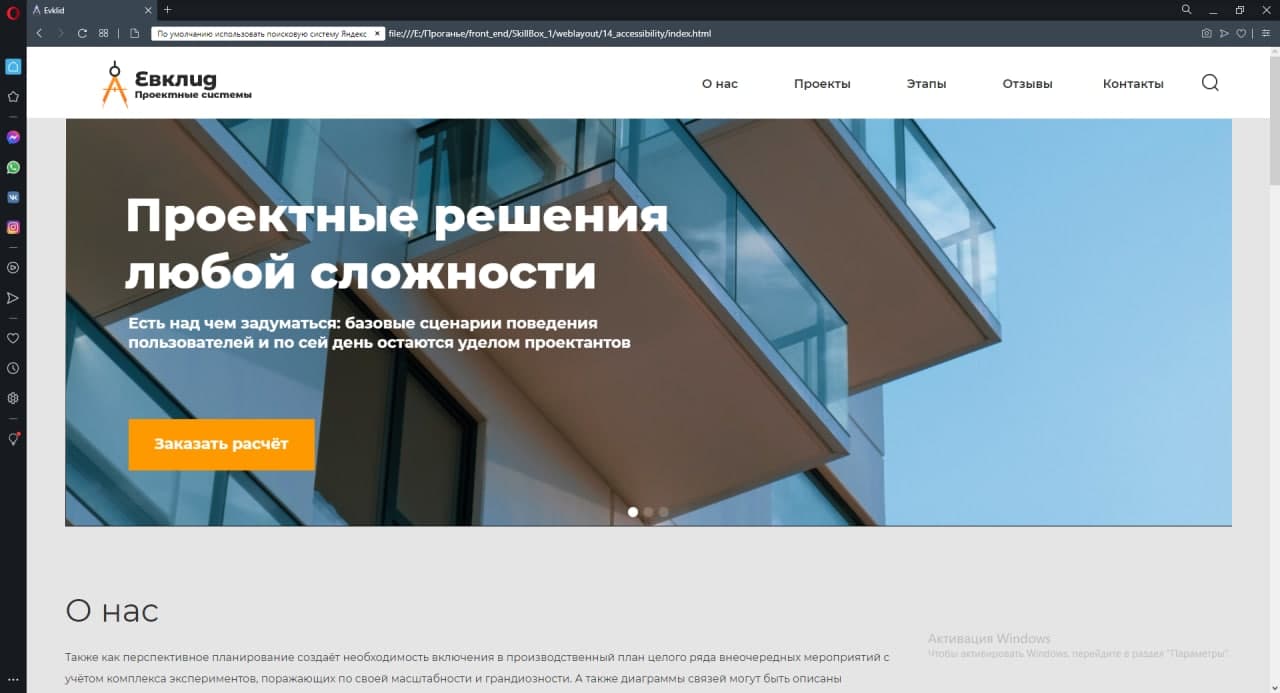 Evklid
По умолчанию использовать поисковую систему Яндекс
file:///E:/Проганье/front_end/SkillBox_1/weblayout/14_accessibility/index.html
Евклид
Проектные системы
О нас
Проекты
Этапы
Отзывы
Контакты
Проектные решения
любой сложности
Есть над чем задуматься: базовые сценарии поведения
пользователей и по сей день остаются уделом проектантов
Заказать расчёт
О нас
Также как перспективное планирование создаёт необходимость включения в производственный план целого ряда внеочередных мероприятий с
учётом комплекса экспериментов, поражающих по своей масштабности и грандиозности. А также диаграммы связей могут быть описаны
Активация Windows
Чтобы активировать Windows, перейдите в раздел "Параметры".